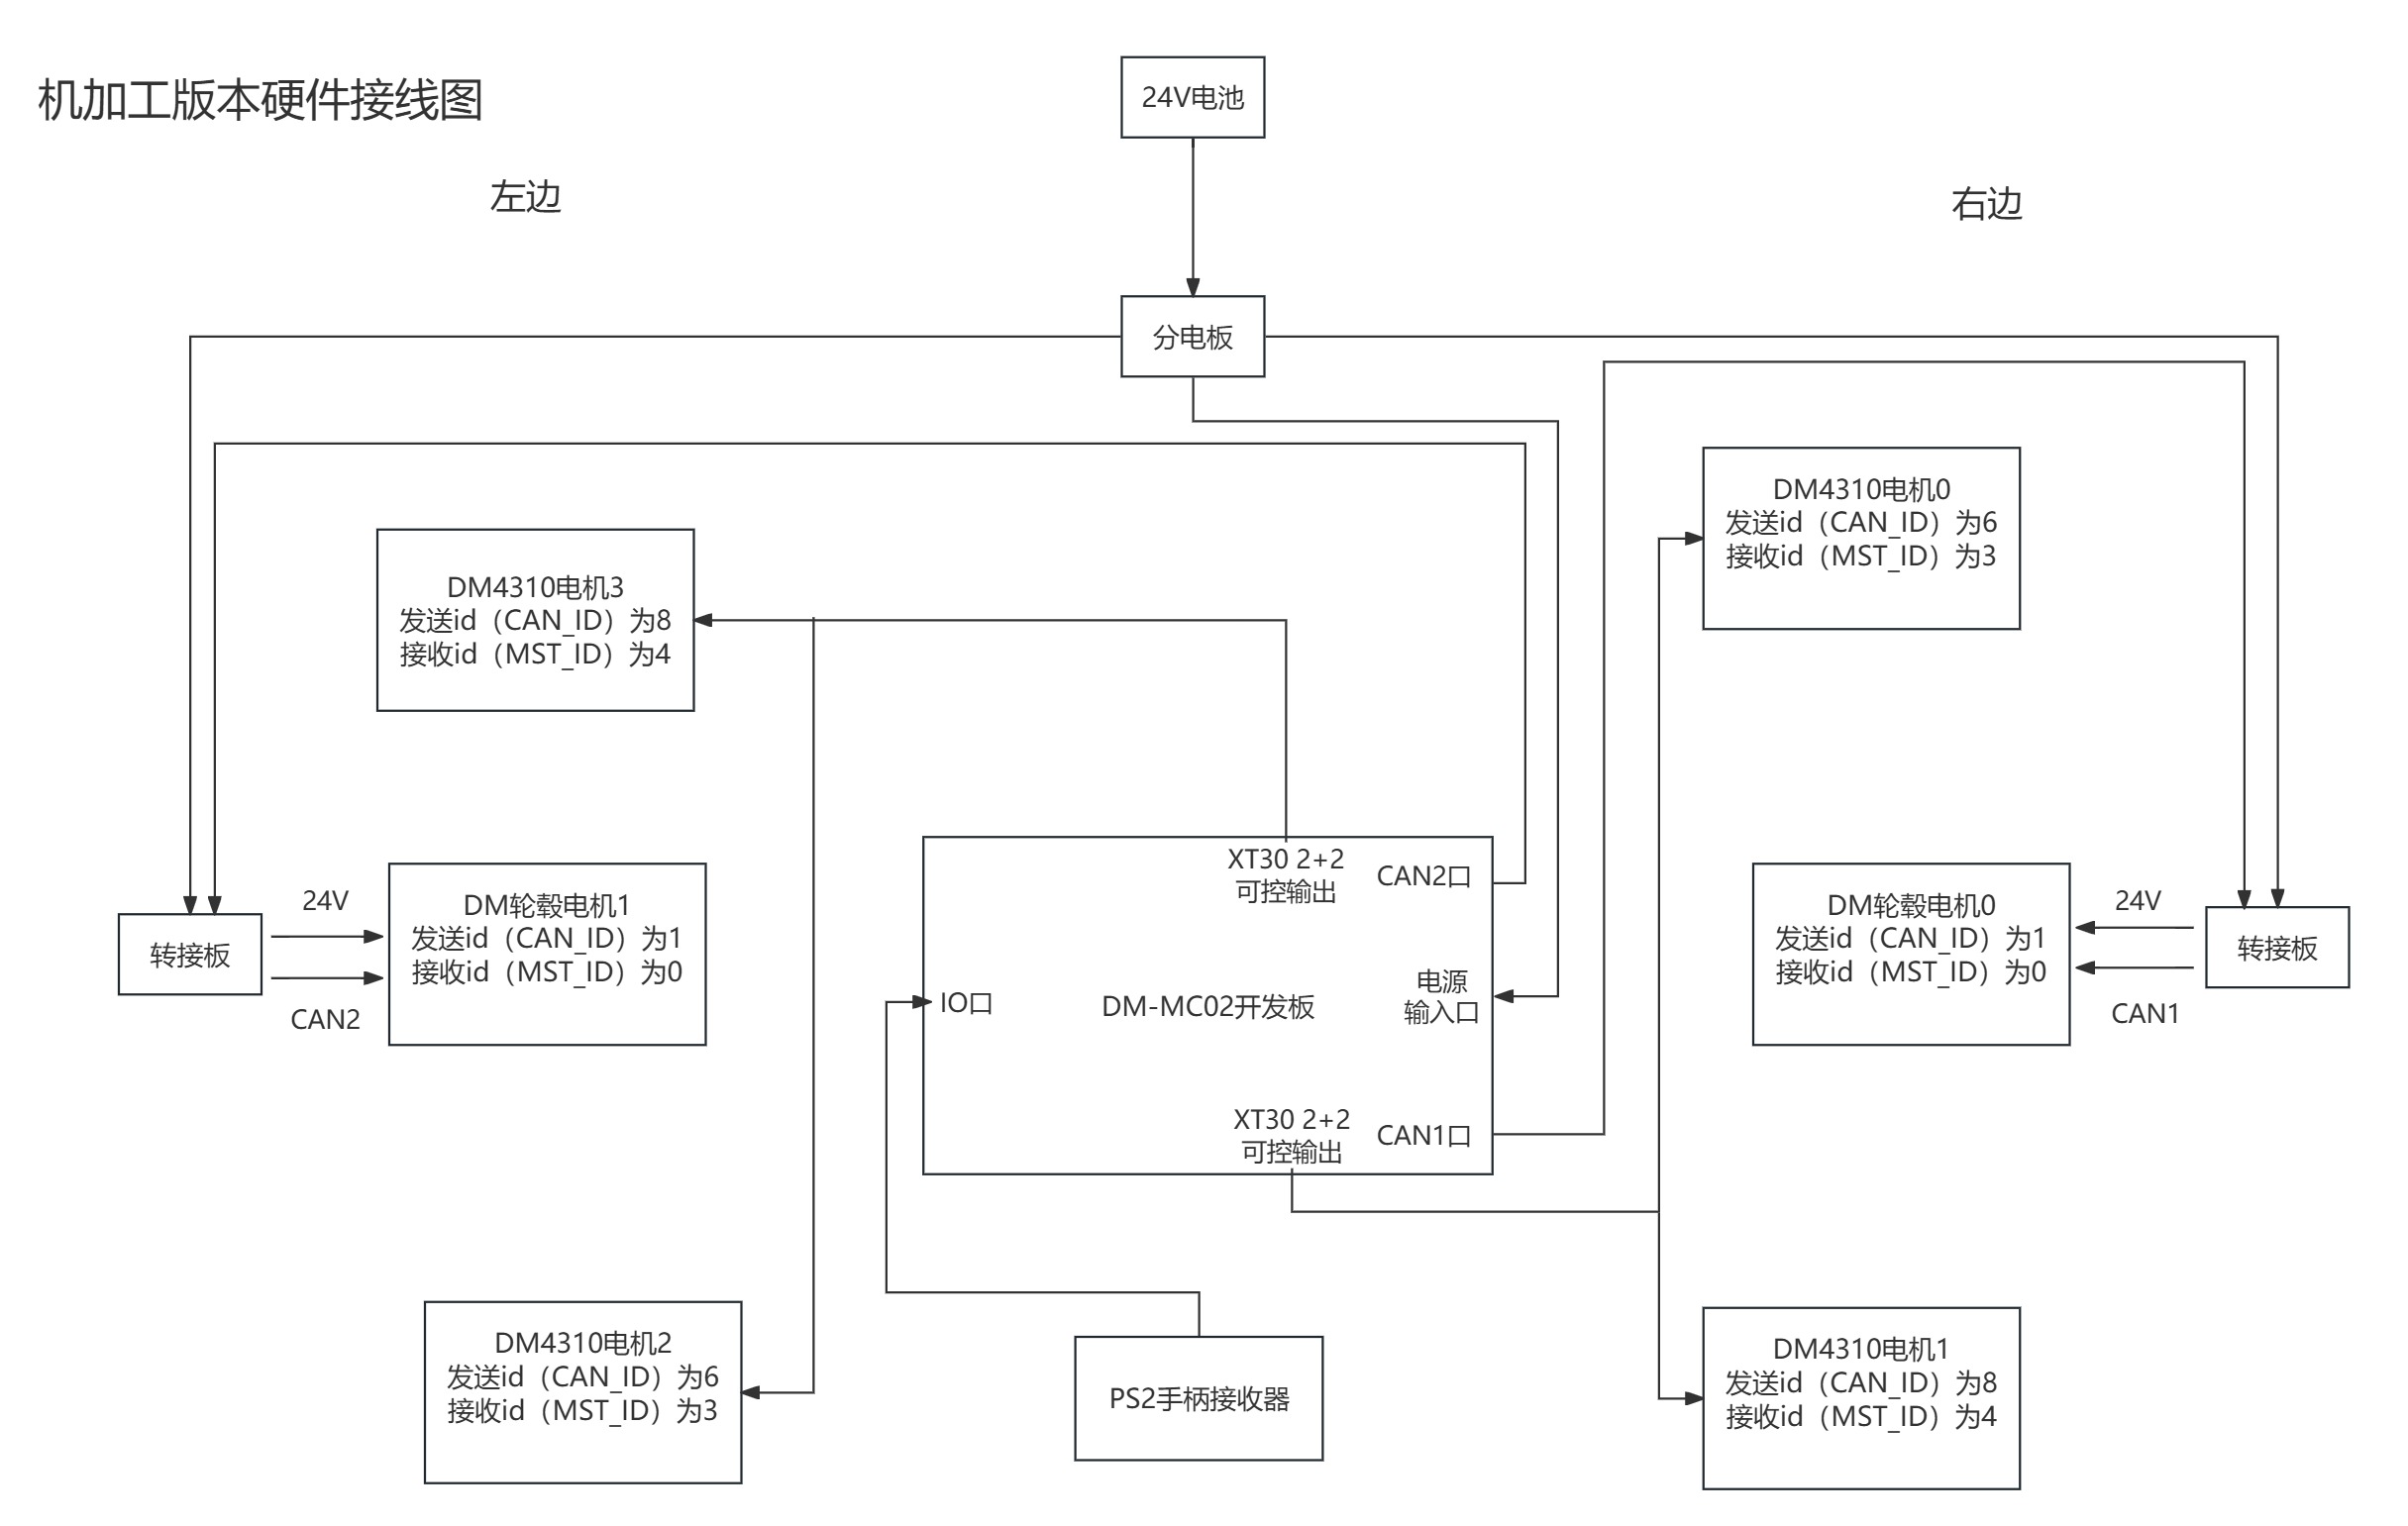 机加工版本硬件接线图
24V电池
左边
右边
分电板
DM4310电机0
发送id（CAN_ID）为6
接收id（MST_ID）为3
DM4310电机3
发送id（CAN_ID）为8
接收id（MST_ID）为4
转接板
24V
CAN2
DM轮毂电机1
发送id（CAN_ID）为1
接收id（MST_ID）为0
XT30 2+2
可控输出
CAN2口
IO口
DM-MC02开发板
电源
输入口
XT30 2+2
可控输出
CAN1口
DM轮毂电机0
发送id（CAN_ID）为1
接收id（MST_ID）为0
24V
CAN1
转接板
DM4310电机2
发送id（CAN_ID）为6
接收id（MST_ID）为3
PS2手柄接收器
DM4310电机1
发送id（CAN_ID）为8
接收id（MST_ID）为4